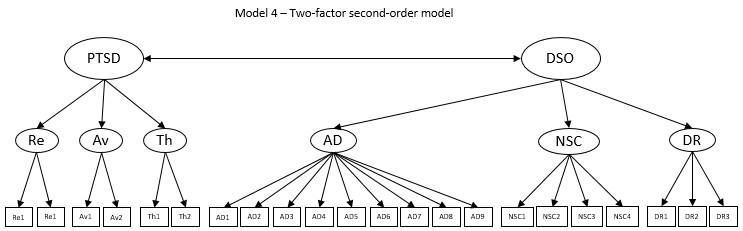 Model 4 – Two-factor second-order model
PTSD DSO
Re Av Th AD NSC DR
Re1 Re1 Av1 Av2 Th1 Th2 AD1 AD2 AD3 AD4 AD5 AD6 AD7 AD8 AD9 NSC1 NSC2 NSC3 NSC4 DR1 DR2 DR3